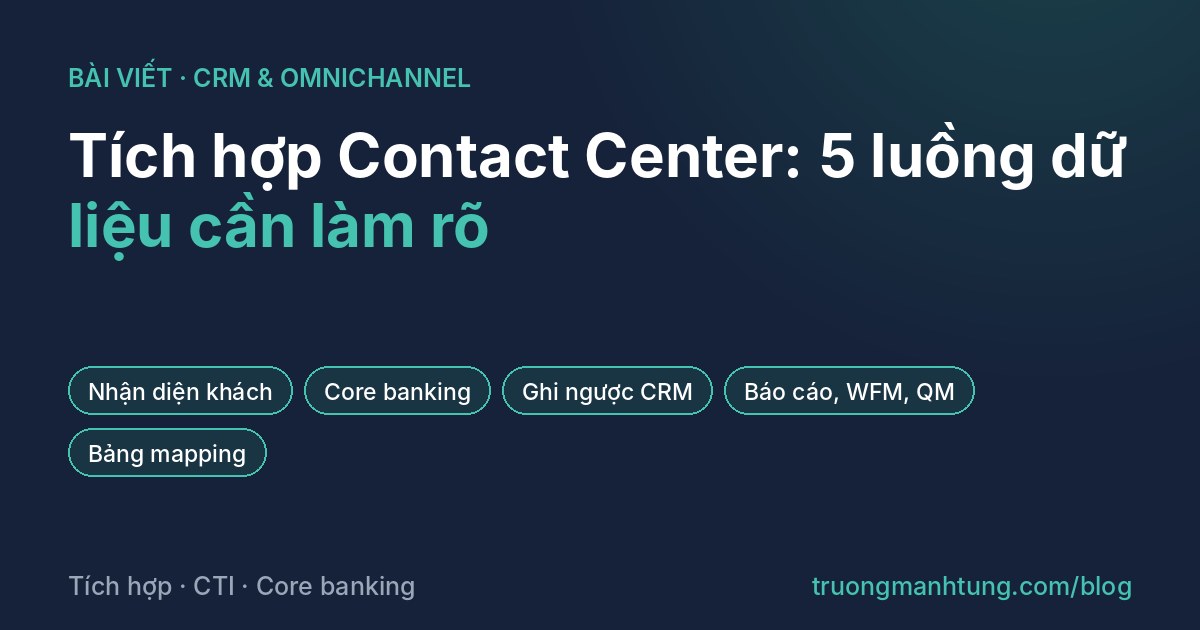 BÀI VIẾT · CRM & OMNICHANNEL
Tích hợp Contact Center: 5 luồng dữ
liệu cần làm rõ
Nhận diện khách
Core banking
Ghi ngược CRM
Báo cáo, WFM, QM
Bảng mapping
Tích hợp · CTI · Core banking
truongmanhtung.com/blog